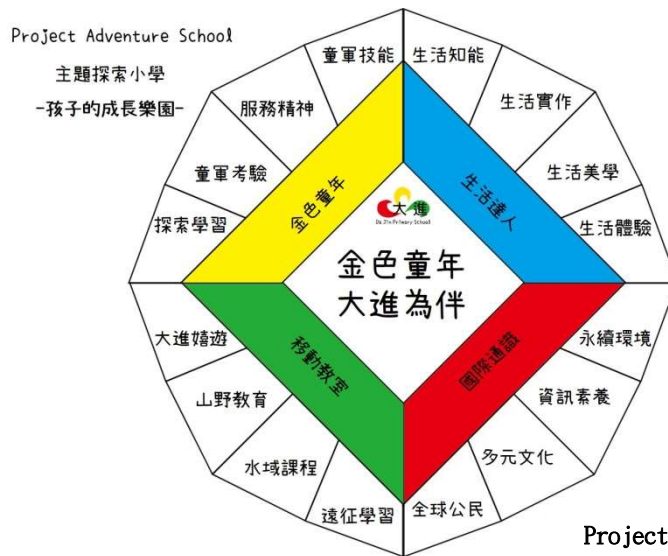 Project Adventure School
主題探索小學
-孩子的成長樂園-
童軍技能
生活知能
服務精神
生活實作
童軍考驗
生活美學
探索學習
生活體驗
金色童年
生活達人
大進
Da Jin Primary School
金色童年
大進為伴
移動教室
國際通識
大進嬉遊
永續環境
山野教育
資訊素養
水域課程
多元文化
遠征學習
全球公民
Project